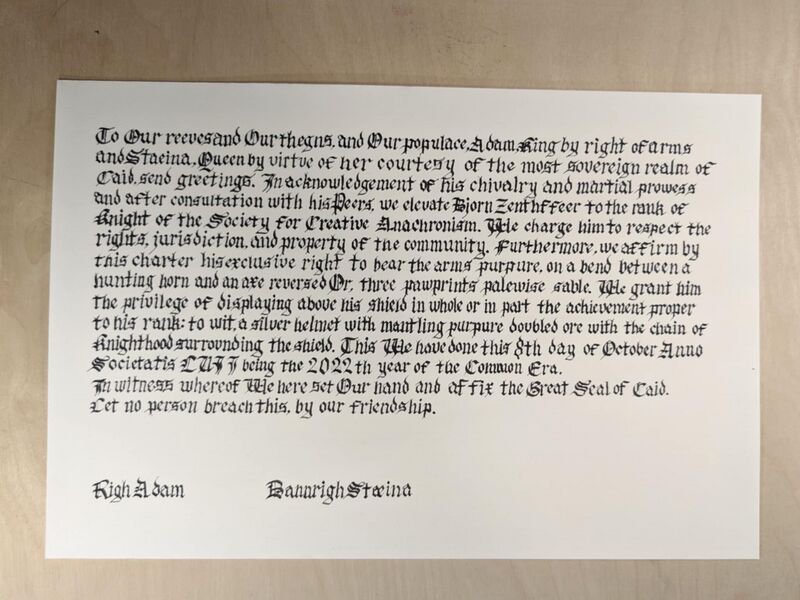 To Our reeves and Our thegns, and Our populace, Adam, King by right of arms
and Staeina, Queen by virtue of her courtesy of the most sovereign realm of
Caid, send greetings. In acknowledgement of his chivalry and martial prowess
and after consultation with his Peers, we elevate Bjorn Zenthffeer to the rank of
Knight of the Society for Creative Anachronism. We charge him to respect the
rights, jurisdiction, and property of the community. Furthermore, we affirm by
this charter his exclusive right to bear the arms purpure, on a bend between a
hunting horn and an axe reversed Or, three pawprints palewise sable. We grant him
the privilege of displaying above his shield in whole or in part the achievement proper
to his rank: to wit, a silver helmet with mantling purpure doubled ore with the chain of
Knighthood surrounding the shield. This We have done this 8th day of October Anno
Societatis LVII being the 2022th year of the Common Era.
In witness whereof We here set Our hand and affix the Great Seal of Caid.
Let no person breach this, by our friendship.
Righ Adam Bannrigh Staeina